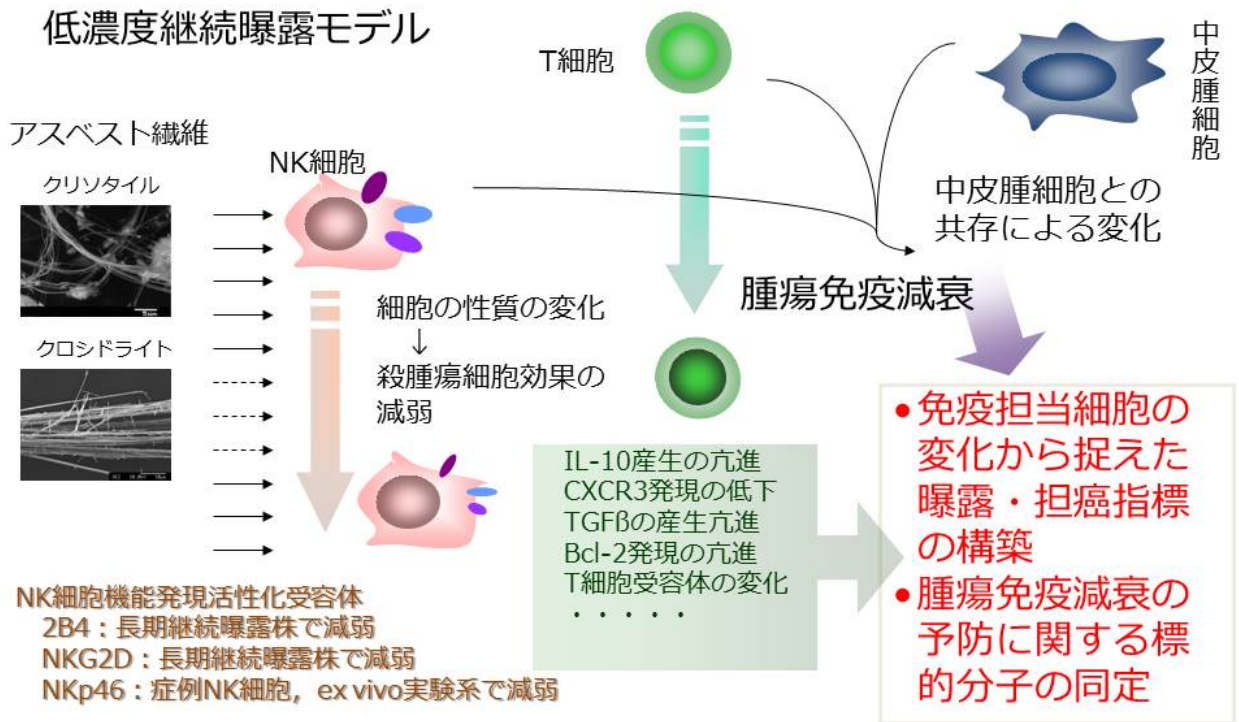 低濃度継続曝露モデル
アスベスト繊維
クリソタイル
クロシドライト
NK細胞
細胞の性質の変化
↓
殺腫瘍細胞効果の
減弱
NK細胞機能発現活性化受容体
2B4：長期継続曝露株で減弱
NKG2D：長期継続曝露株で減弱
NKp46：症例NK細胞，ex vivo実験系で減弱
T細胞
IL-10産生の亢進
CXCR3発現の低下
TGFβの産生亢進
Bcl-2発現の亢進
T細胞受容体の変化
・・・・・
中皮腫細胞
中皮腫細胞との
共存による変化
腫瘍免疫減衰
•免疫担当細胞の
変化から捉えた
曝露・担癌指標
の構築
•腫瘍免疫減衰の
予防に関する標
的分子の同定